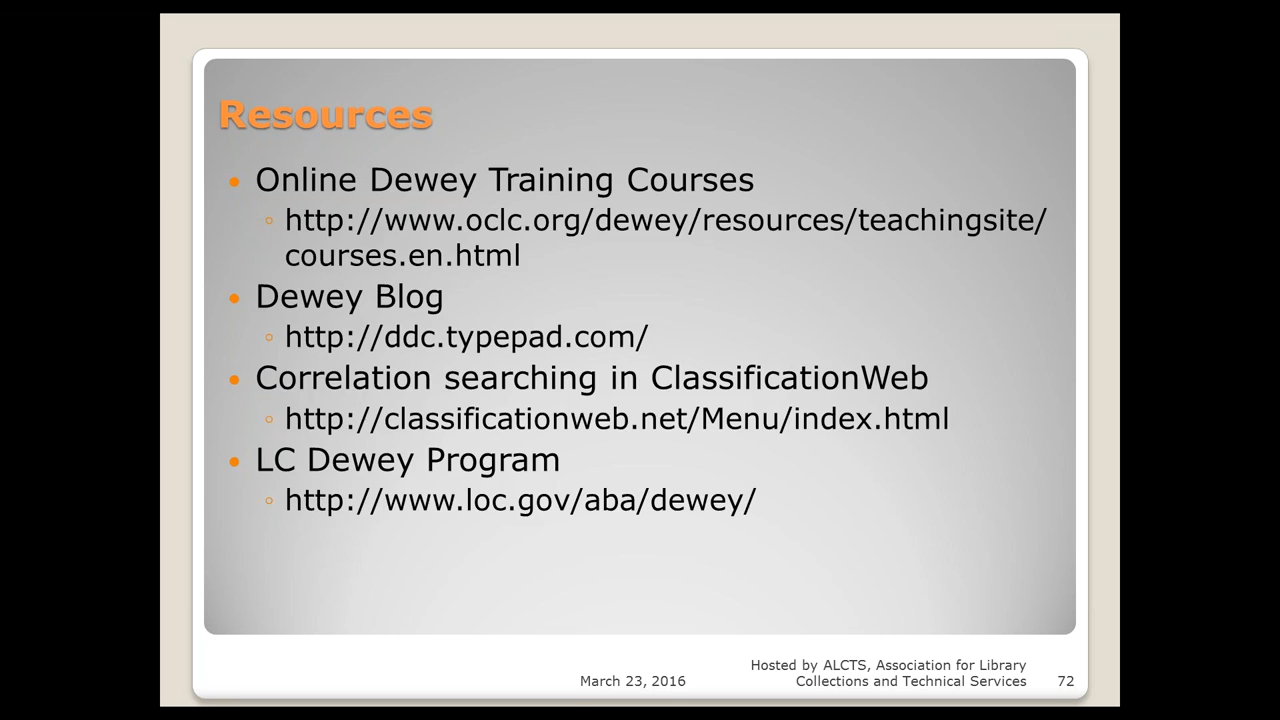 Resources
Online Dewey Training Courses
http://www.oclc.org/dewey/resources/teachingsite/
courses.en.html
Dewey Blog
http://ddc.typepad.com/
Correlation searching in ClassificationWeb
http://classificationweb.net/Menu/index.html
LC Dewey Program
http://www.loc.gov/aba/dewey/
March 23, 2016
Hosted by ALCTS, Association for Library
Collections and Technical Services
72